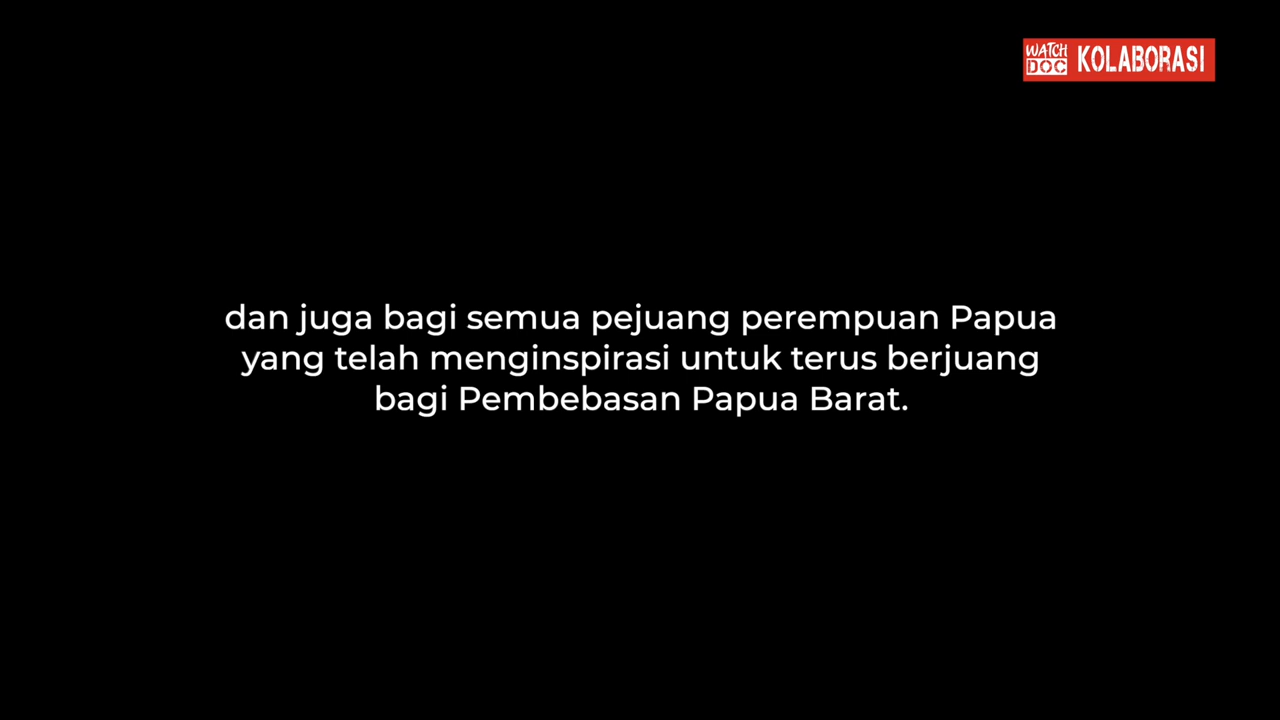 WATCH
DOC
KOLABORASI
dan juga bagi semua pejuang perempuan Papua
yang telah menginspirasi untuk terus berjuang
bagi Pembebasan Papua Barat.